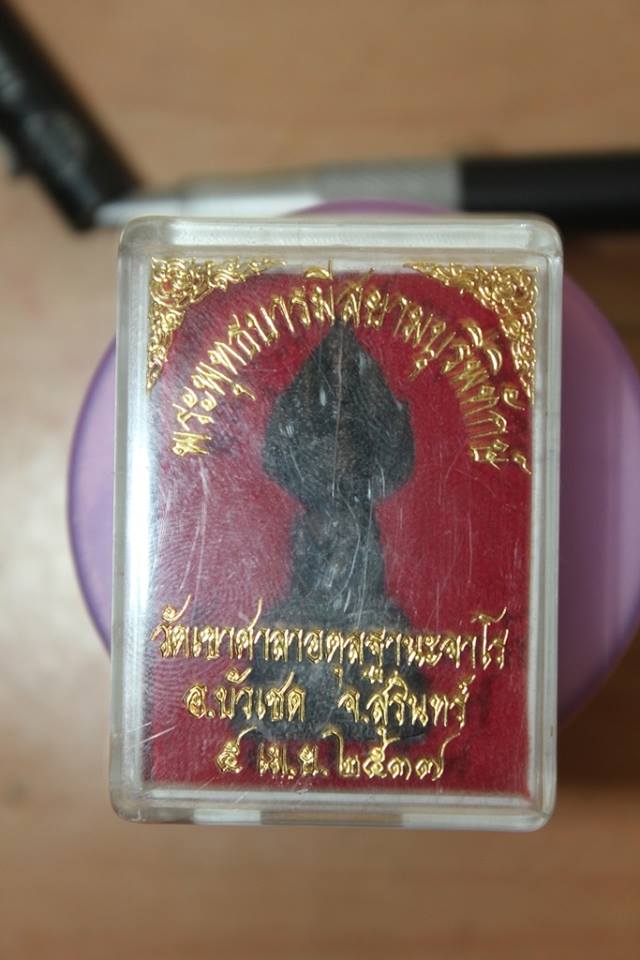 พระพุทธบารมีสยามบุรพิทักษ์
วัดเขาศาลาอตุลฐานะจาโร
อ.บัวเชด จ.สุรินทร์
๕ เม.ย. ๒๕๓๗